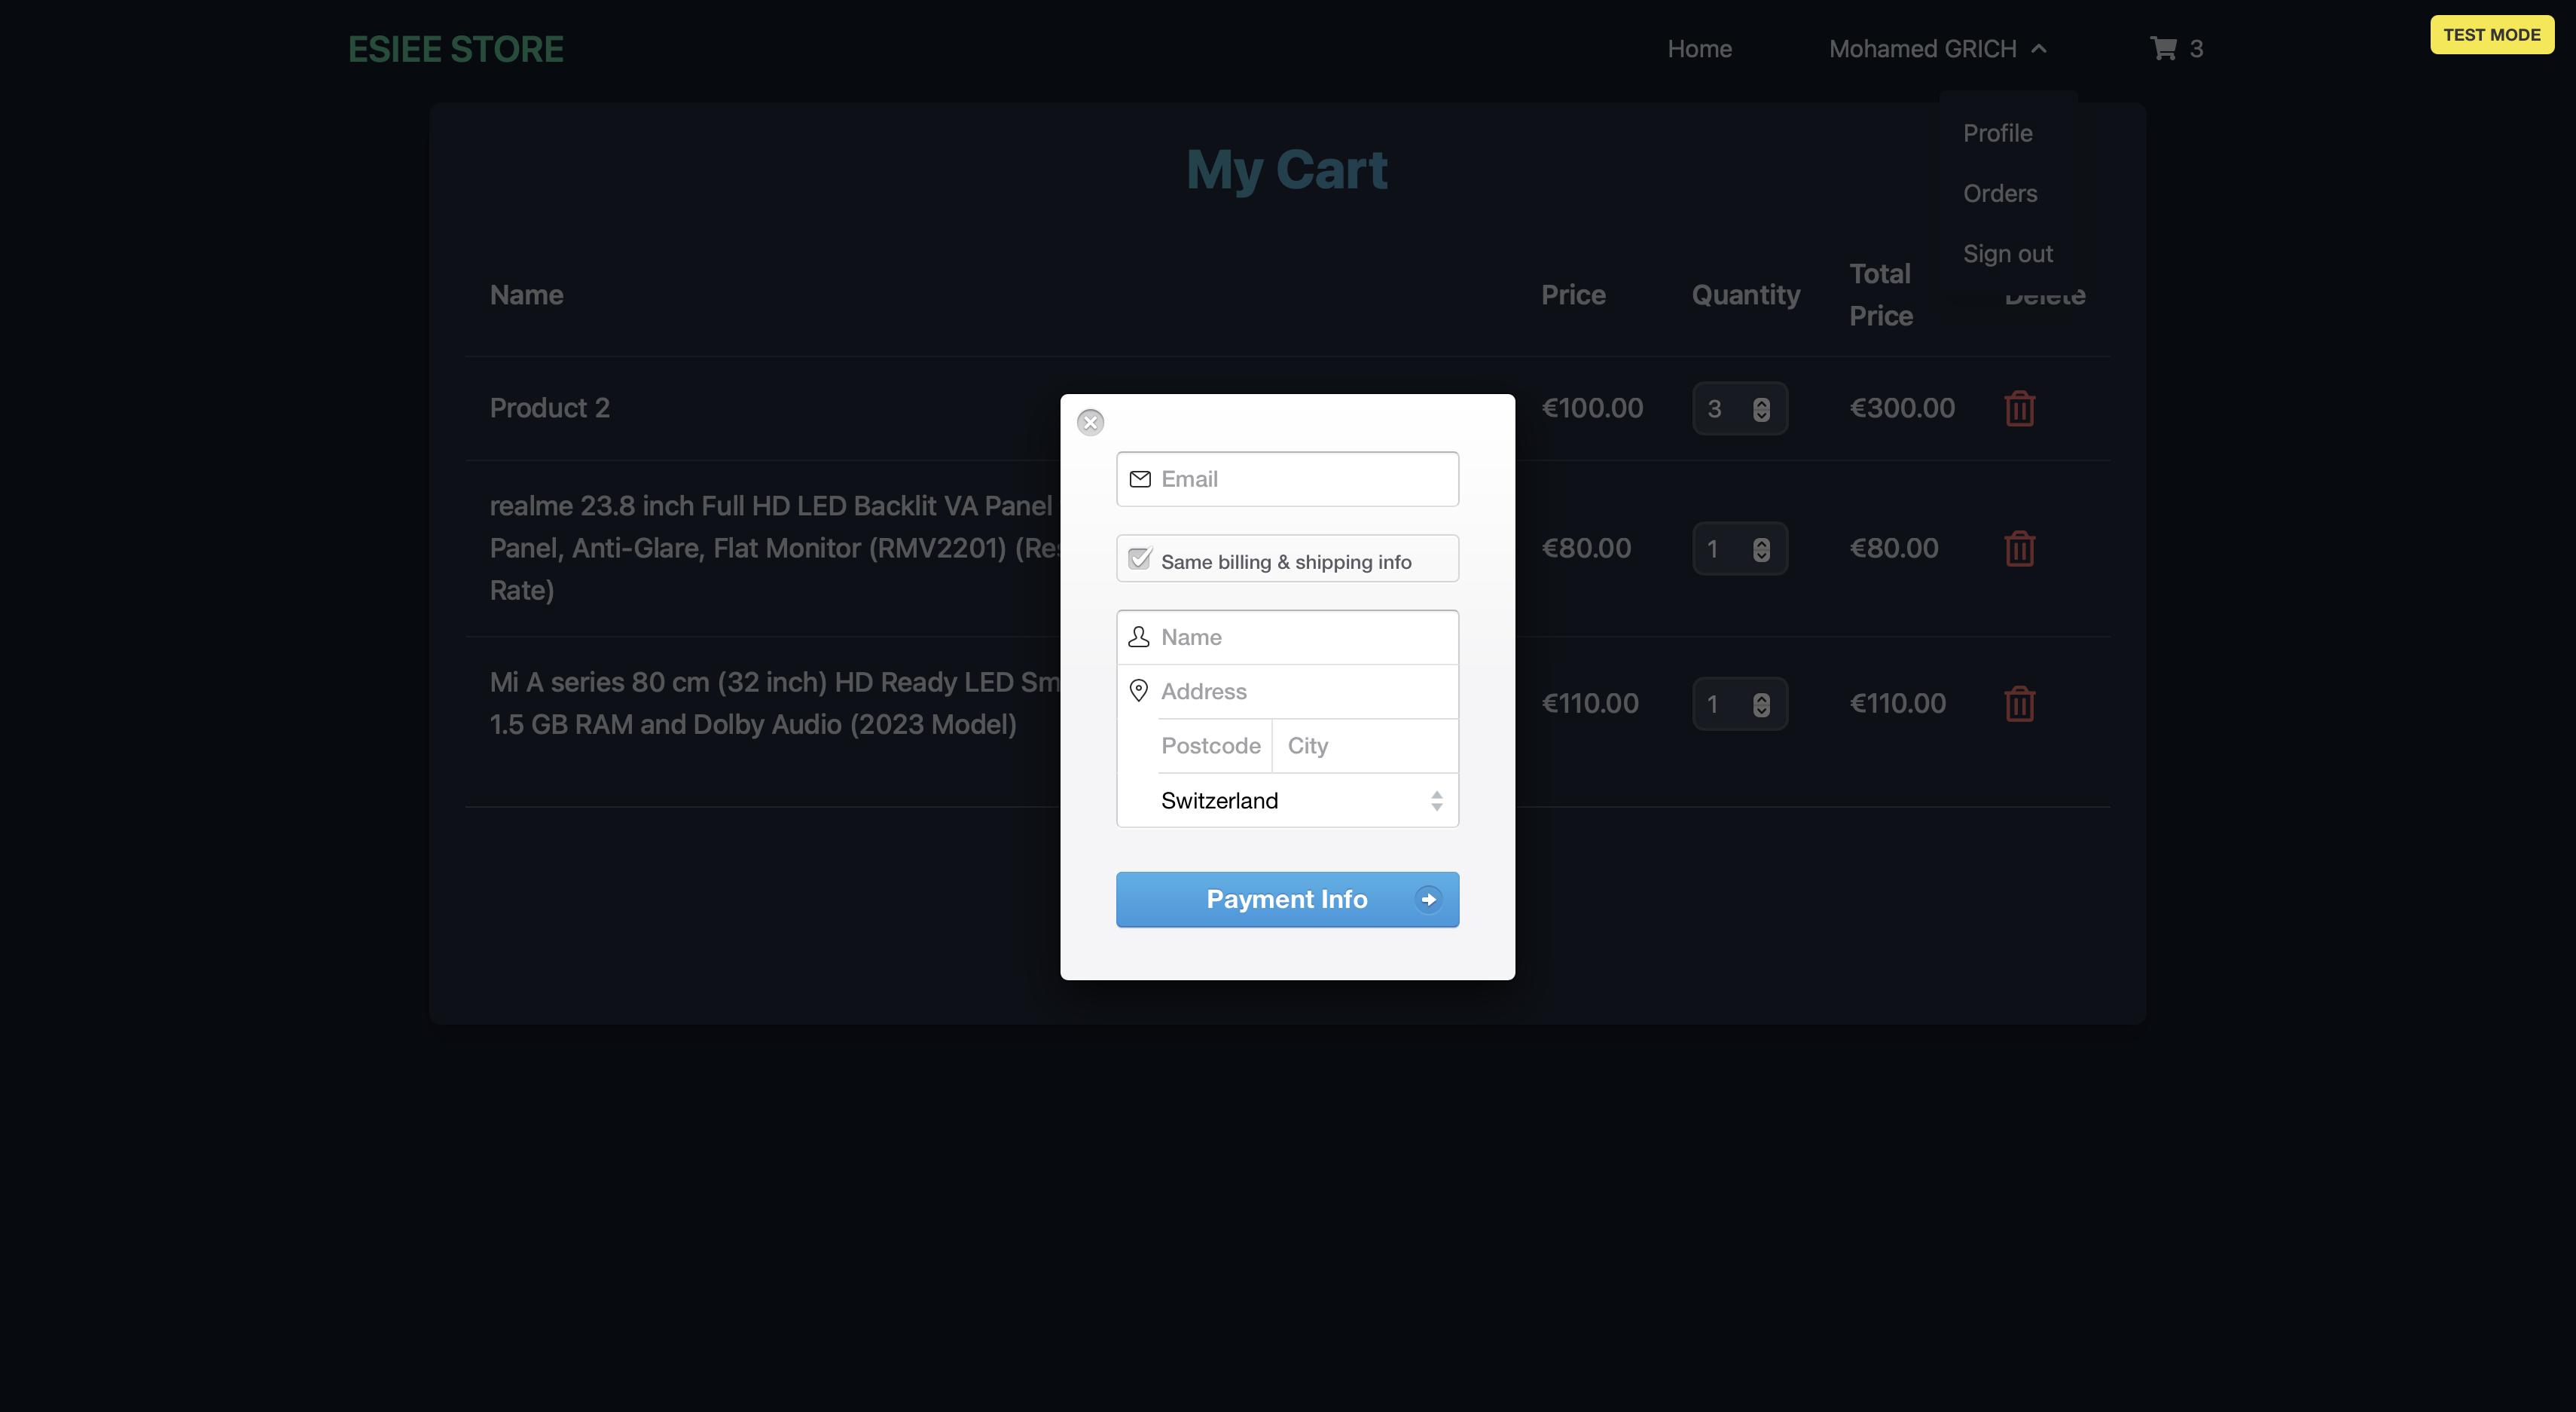 ESIEE STORE
Home
Mohamed GRICH
3
TEST MODE
Profile
Orders
Sign out
My Cart
Name
Price
Quantity
Total
Price
Delete
Product 2
€100.00
3
€300.00
realme 23.8 inch Full HD LED Backlit VA Panel
Panel, Anti-Glare, Flat Monitor (RMV2201) (Res
Rate)
€80.00
1
€80.00
Mi A series 80 cm (32 inch) HD Ready LED Sm
1.5 GB RAM and Dolby Audio (2023 Model)
€110.00
1
€110.00
Email
Same billing & shipping info
Name
Address
Postcode
City
Switzerland
Payment Info